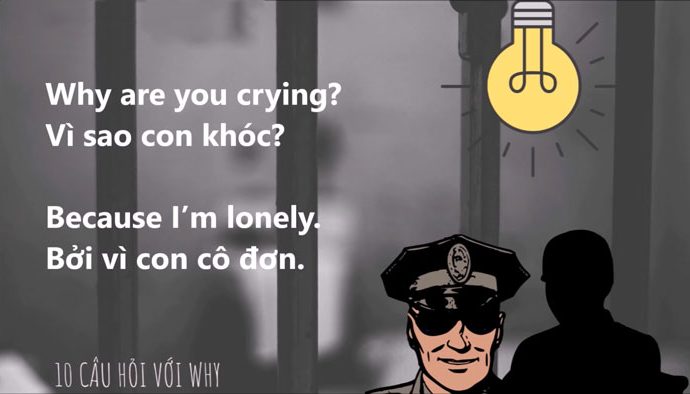 Why are you crying?
Vì sao con khóc?
Because I’m lonely.
Bởi vì con cô đơn.
10 CÂU HỎI VỚI WHY